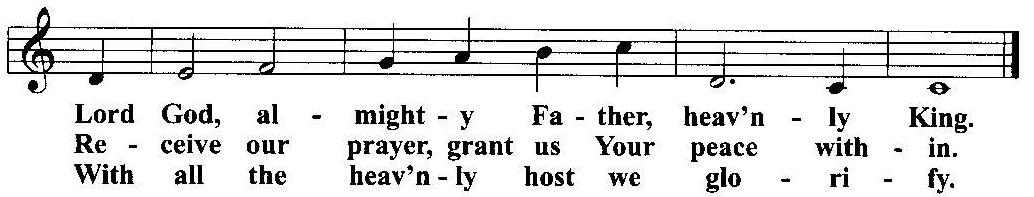 Lord God, al - might - y Fa - ther, heav'n - ly King.
Re - ceive our prayer, grant us Your peace with - in.
With all the heav'n - ly host we glo - ri - fy.